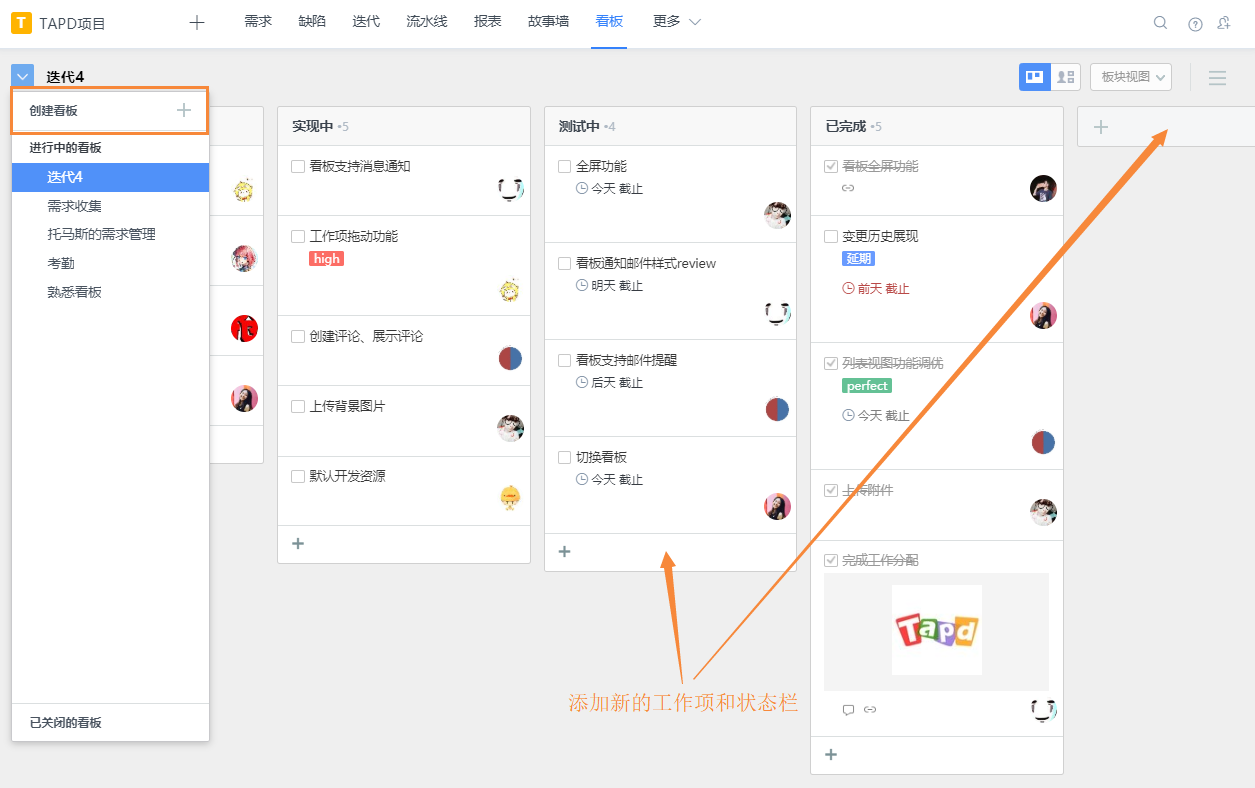 T TAPD项目
需求 缺陷 迭代 流水线 报表 故事墙 看板 更多
迭代4
板块视图
创建看板
进行中的看板
迭代4
需求收集
托马斯的需求管理
考勤
熟悉看板
已关闭的看板
实现中 •5
看板支持消息通知
工作项拖动功能
high
创建评论、展示评论
上传背景图片
默认开发资源
测试中 •4
全屏功能
今天 截止
看板通知邮件样式review
明天 截止
看板支持邮件提醒
后天 截止
切换看板
今天 截止
已完成 •5
看板全屏功能
变更历史展现
延期
前天 截止
列表视图功能调优
perfect
今天 截止
上传附件
完成工作分配
Tapd
添加新的工作项和状态栏